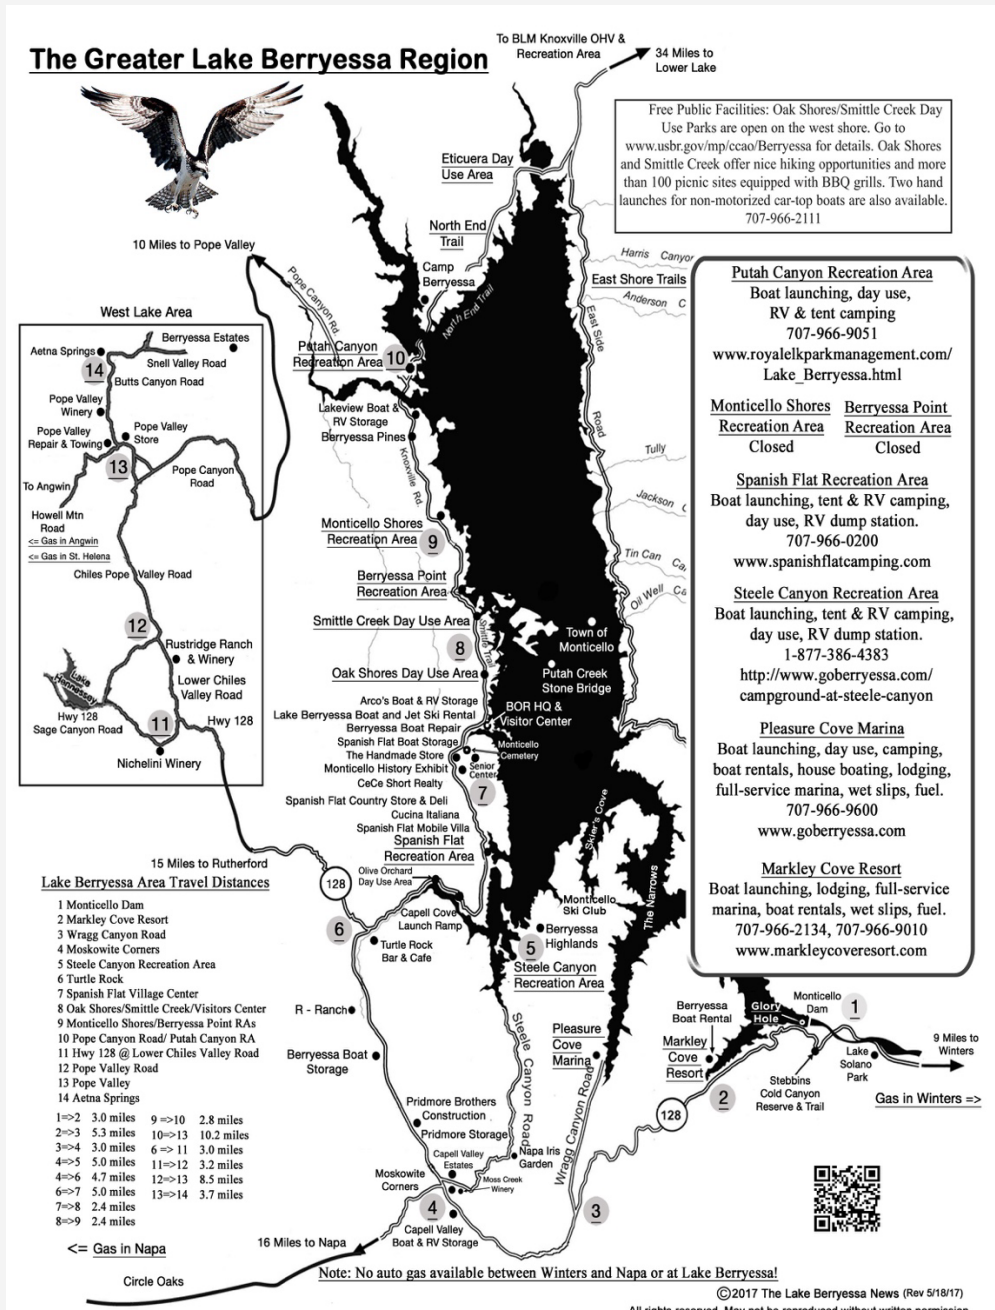 The Greater Lake Berryessa Region
To BLM Knoxville OHV &
Recreation Area
34 Miles to
Lower Lake
Free Public Facilities: Oak Shores/Smittle Creek Day
Use Parks are open on the west shore. Go to
www.usbr.gov/mp/ccao/Berryessa for details. Oak Shores
and Smittle Creek offer nice hiking opportunities and more
than 100 picnic sites equipped with BBQ grills. Two hand
launches for non-motorized car-top boats are also available.
707-966-2111
Eticuera Day
Use Area
North End
Trail
Camp
Berryessa
North End Trail
10 Miles to Pope Valley
Pope Canyon Rd.
Harris Canyon
East Shore Trails
Anderson C
East Side
Road
Tully
Jackson C
Tin Can Ca
Oil Well Ca
Putah Canyon
Recreation Area
10
Lakeview Boat &
RV Storage
Berryessa Pines
Knoxville Rd.
Monticello Shores
Recreation Area
9
Berryessa Point
Recreation Area
Smittle Creek Day Use Area
Smittle Trail
8
Oak Shores Day Use Area
Town of
Monticello
Putah Creek
Stone Bridge
Arco's Boat & RV Storage
Lake Berryessa Boat and Jet Ski Rental
Berryessa Boat Repair
BOR HQ &
Visitor Center
Spanish Flat Boat Storage
The Handmade Store
Monticello History Exhibit
CeCe Short Realty
Monticello
Cemetery
Senior
Center
7
Spanish Flat Country Store & Deli
Cucina Italiana
Spanish Flat Mobile Villa
Spanish Flat
Recreation Area
Olive Orchard
Day Use Area
Capell Cove
Launch Ramp
Skier's Cove
The Narrows
Monticello
Ski Club
Berryessa
Highlands
5
Steele Canyon
Recreation Area
West Lake Area
Berryessa Estates
Aetna Springs
14
Snell Valley Road
Butts Canyon Road
Pope Valley
Winery
Pope Valley
Repair & Towing
Pope Valley
Store
13
To Angwin
Pope Canyon
Road
Howell Mtn
Road
<= Gas in Angwin
<= Gas in St. Helena
Chiles Pope Valley Road
12
Rustridge Ranch
& Winery
Lake
Hennessey
Lower Chiles
Valley Road
Hwy 128
Sage Canyon Road
11
Hwy 128
Nichelini Winery
15 Miles to Rutherford
128
6
Turtle Rock
Bar & Cafe
R - Ranch
Berryessa Boat
Storage
Pridmore Brothers
Construction
Pridmore Storage
Steele Canyon Road
Capell Valley
Estates
Napa Iris
Garden
Moskowite
Corners
Moss Creek
Winery
4
Capell Valley
Boat & RV Storage
Pleasure
Cove
Marina
Wragg Canyon Road
3
128
2
Berryessa
Boat Rental
Markley
Cove
Resort
Glory
Hole
Monticello
Dam
1
Lake
Solano
Park
Stebbins
Cold Canyon
Reserve & Trail
9 Miles to
Winters
Gas in Winters =>
Putah Canyon Recreation Area
Boat launching, day use,
RV & tent camping
707-966-9051
www.royalelkparkmanagement.com/
Lake_Berryessa.html
Monticello Shores
Recreation Area
Closed
Berryessa Point
Recreation Area
Closed
Spanish Flat Recreation Area
Boat launching, tent & RV camping,
day use, RV dump station.
707-966-0200
www.spanishflatcamping.com
Steele Canyon Recreation Area
Boat launching, tent & RV camping,
day use, RV dump station.
1-877-386-4383
http://www.goberryessa.com/
campground-at-steele-canyon
Pleasure Cove Marina
Boat launching, day use, camping,
boat rentals, house boating, lodging,
full-service marina, wet slips, fuel.
707-966-9600
www.goberryessa.com
Markley Cove Resort
Boat launching, lodging, full-service
marina, boat rentals, wet slips, fuel.
707-966-2134, 707-966-9010
www.markleycoveresort.com
Lake Berryessa Area Travel Distances
1 Monticello Dam
2 Markley Cove Resort
3 Wragg Canyon Road
4 Moskowite Corners
5 Steele Canyon Recreation Area
6 Turtle Rock
7 Spanish Flat Village Center
8 Oak Shores/Smittle Creek/Visitors Center
9 Monticello Shores/Berryessa Point RAs
10 Pope Canyon Road/ Putah Canyon RA
11 Hwy 128 @ Lower Chiles Valley Road
12 Pope Valley Road
13 Pope Valley
14 Aetna Springs
1=>2 3.0 miles
2=>3 5.3 miles
3=>4 3.0 miles
4=>5 5.0 miles
4=>6 4.7 miles
6=>7 5.0 miles
7=>8 2.4 miles
8=>9 2.4 miles
9 =>10 2.8 miles
10=>13 10.2 miles
6 => 11 3.0 miles
11=>12 3.2 miles
12=>13 8.5 miles
13=>14 3.7 miles
<= Gas in Napa
16 Miles to Napa
Circle Oaks
Note: No auto gas available between Winters and Napa or at Lake Berryessa!
©2017 The Lake Berryessa News (Rev 5/18/17)
All rights reserved. May not be reproduced without written permission